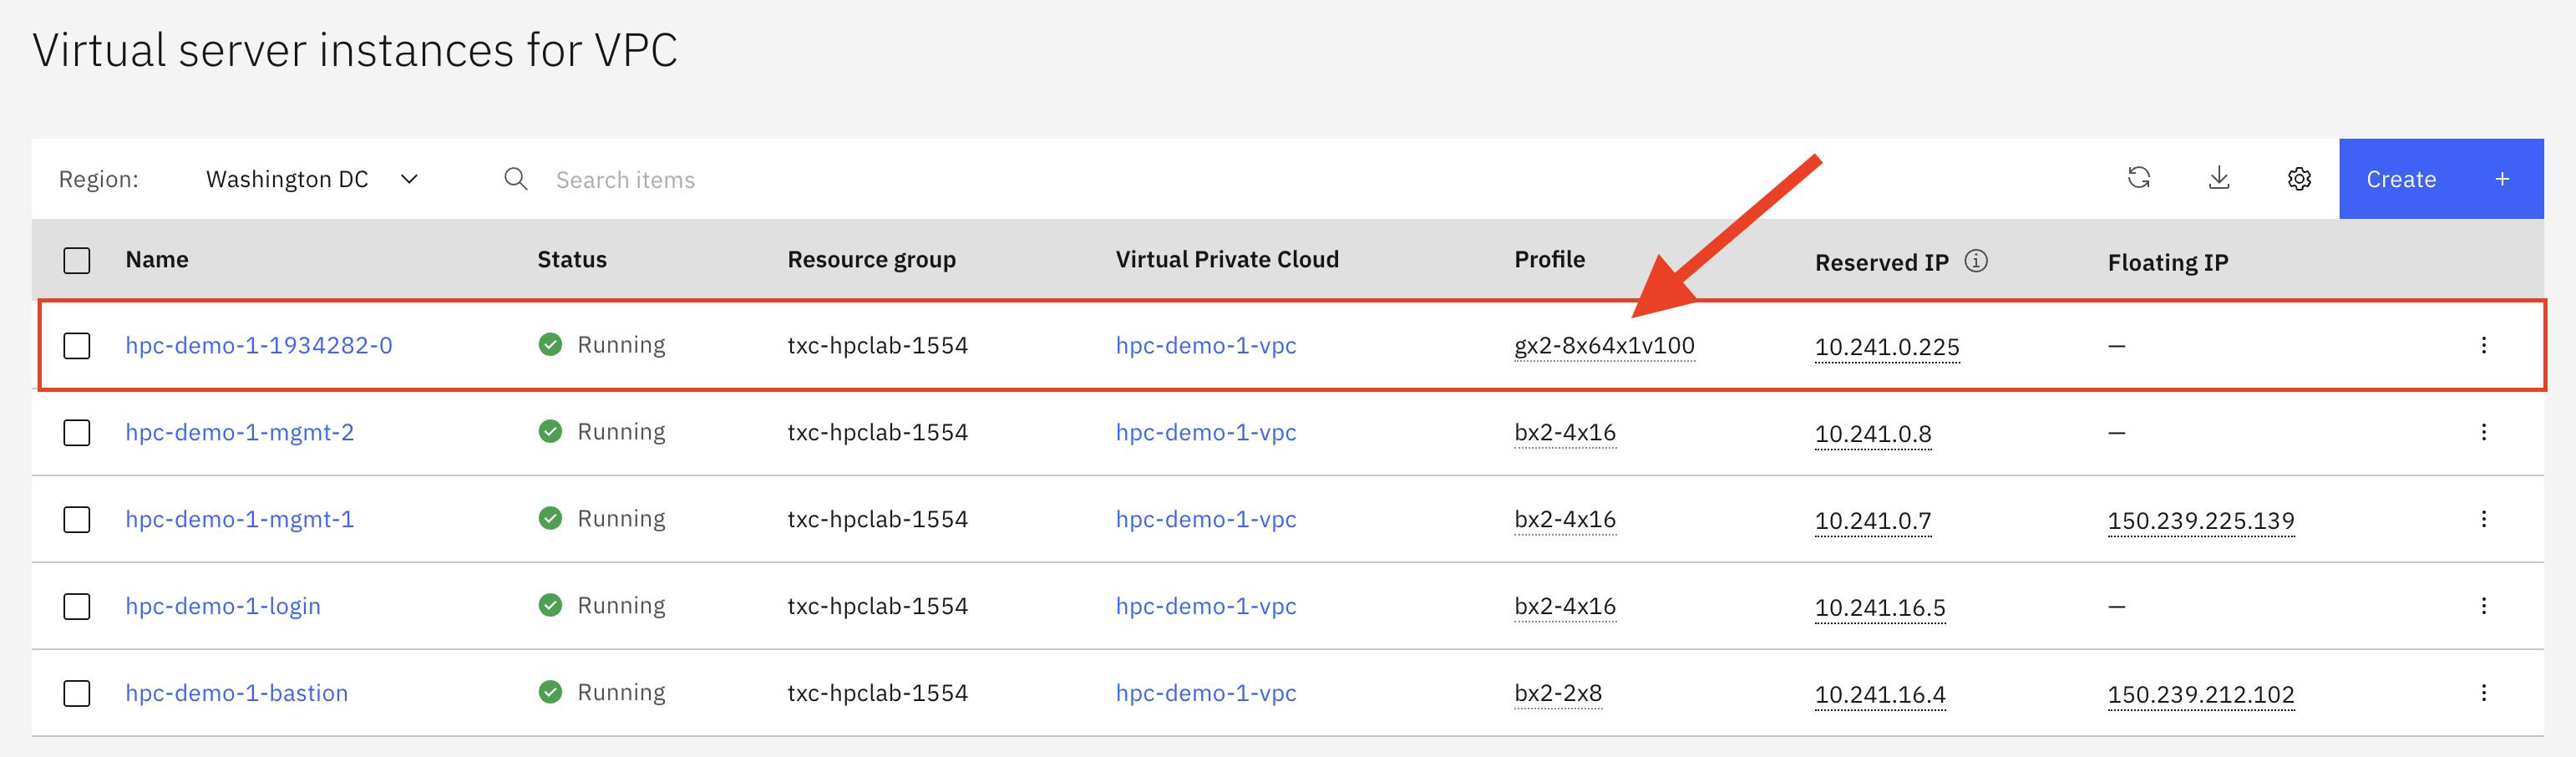 Virtual server instances for VPC
Region: Washington DC Search items Create +
Name Status Resource group Virtual Private Cloud Profile Reserved IP Floating IP
hpc-demo-1-1934282-0 Running txc-hpclab-1554 hpc-demo-1-vpc gx2-8x64x1v100 10.241.0.225 –
hpc-demo-1-mgmt-2 Running txc-hpclab-1554 hpc-demo-1-vpc bx2-4x16 10.241.0.8 –
hpc-demo-1-mgmt-1 Running txc-hpclab-1554 hpc-demo-1-vpc bx2-4x16 10.241.0.7 150.239.225.139
hpc-demo-1-login Running txc-hpclab-1554 hpc-demo-1-vpc bx2-4x16 10.241.16.5 –
hpc-demo-1-bastion Running txc-hpclab-1554 hpc-demo-1-vpc bx2-2x8 10.241.16.4 150.239.212.102